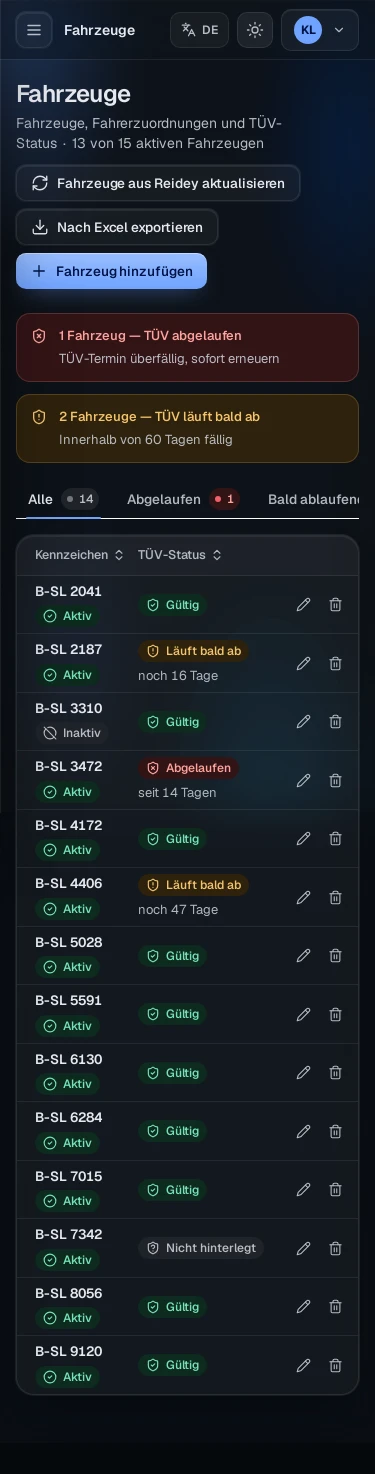 Fahrzeuge
DE
KL
Fahrzeuge
Fahrzeuge, Fahrerzuordnungen und TÜV-
Status · 13 von 15 aktiven Fahrzeugen
Fahrzeuge aus Reidey aktualisieren
Nach Excel exportieren
Fahrzeug hinzufügen
1 Fahrzeug — TÜV abgelaufen
TÜV-Termin überfällig, sofort erneuern
2 Fahrzeuge — TÜV läuft bald ab
Innerhalb von 60 Tagen fällig
Alle 14 Abgelaufen 1 Bald ablaufend
Kennzeichen TÜV-Status
B-SL 2041
Aktiv
Gültig
B-SL 2187
Aktiv
Läuft bald ab
noch 16 Tage
B-SL 3310
Inaktiv
Gültig
B-SL 3472
Aktiv
Abgelaufen
seit 14 Tagen
B-SL 4172
Aktiv
Gültig
B-SL 4406
Aktiv
Läuft bald ab
noch 47 Tage
B-SL 5028
Aktiv
Gültig
B-SL 5591
Aktiv
Gültig
B-SL 6130
Aktiv
Gültig
B-SL 6284
Aktiv
Gültig
B-SL 7015
Aktiv
Gültig
B-SL 7342
Aktiv
Nicht hinterlegt
B-SL 8056
Aktiv
Gültig
B-SL 9120
Aktiv
Gültig